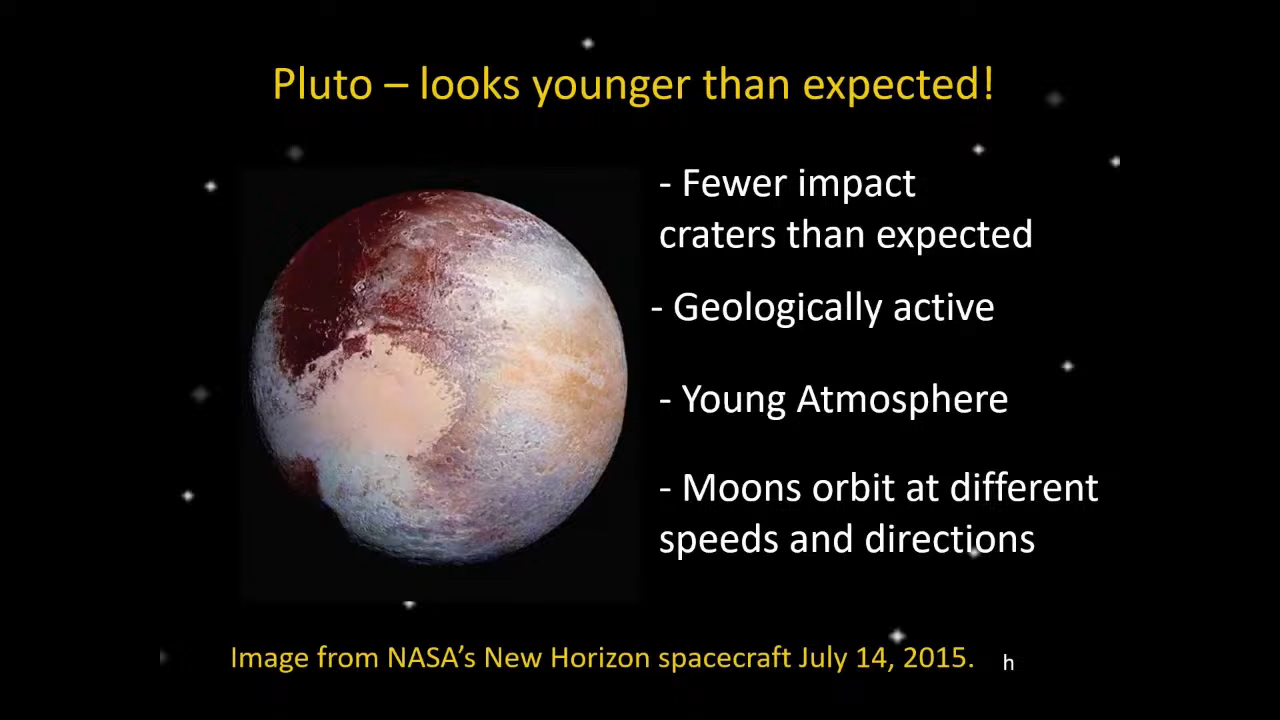 Pluto – looks younger than expected!
- Fewer impact
craters than expected
- Geologically active
- Young Atmosphere
- Moons orbit at different
speeds and directions
Image from NASA’s New Horizon spacecraft July 14, 2015.
h